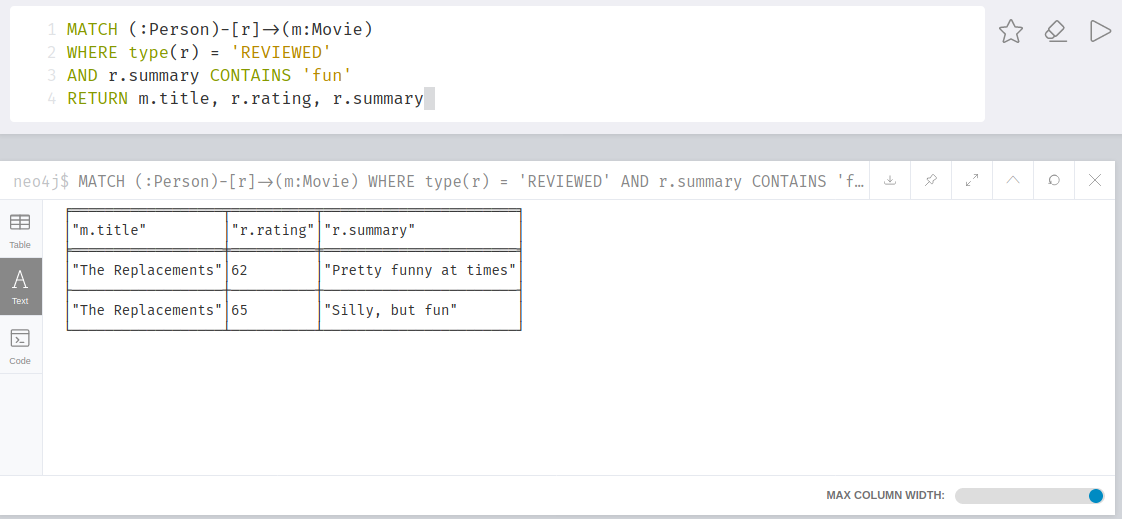 1 MATCH (:Person)-[r]->(m:Movie)
2 WHERE type(r) = 'REVIEWED'
3 AND r.summary CONTAINS 'fun'
4 RETURN m.title, r.rating, r.summary
neo4j$ MATCH (:Person)-[r]->(m:Movie) WHERE type(r) = 'REVIEWED' AND r.summary CONTAINS 'f…
Table
A
Text
Code
"m.title" "r.rating" "r.summary"
"The Replacements" 62 "Pretty funny at times"
"The Replacements" 65 "Silly, but fun"
MAX COLUMN WIDTH: